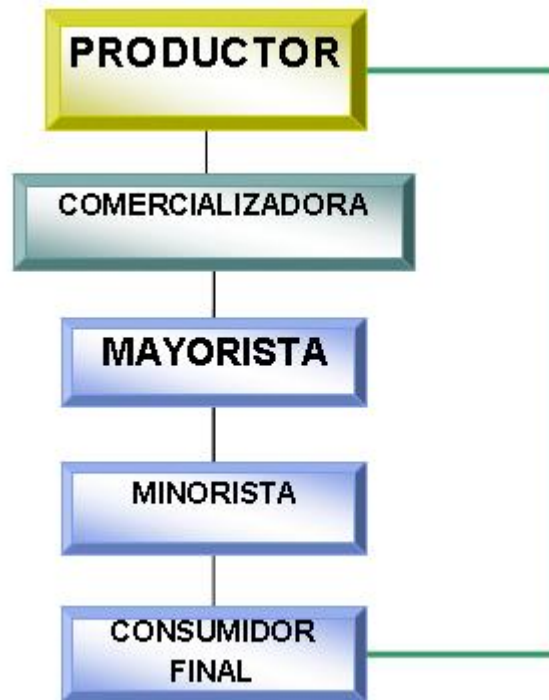 PRODUCTOR
COMERCIALIZADORA
MAYORISTA
MINORISTA
CONSUMIDOR
FINAL